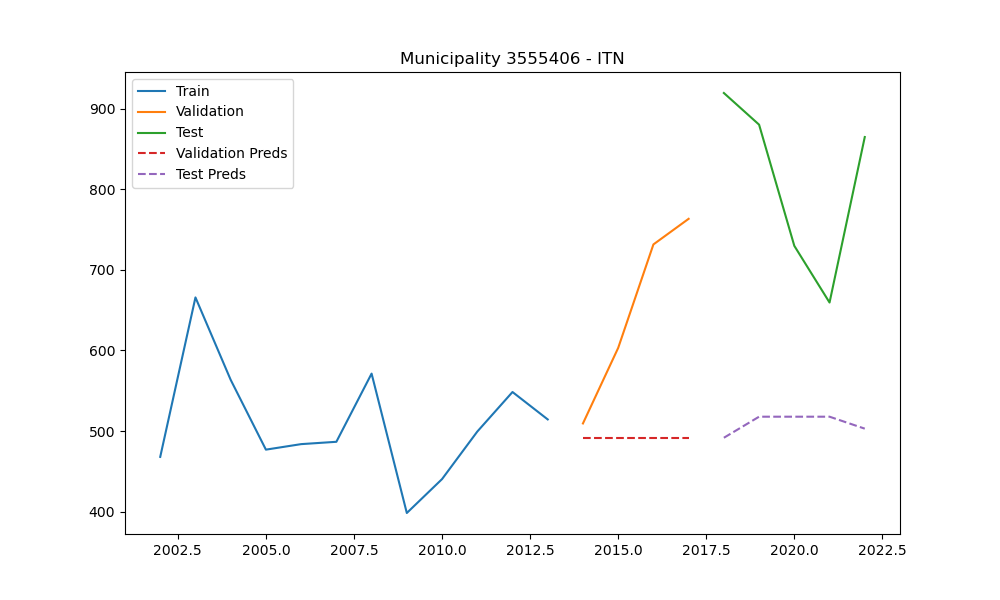 Municipality 3555406 - ITN
Train
Validation
Test
Validation Preds
Test Preds
900
800
700
600
500
400
2002.5 2005.0 2007.5 2010.0 2012.5 2015.0 2017.5 2020.0 2022.5